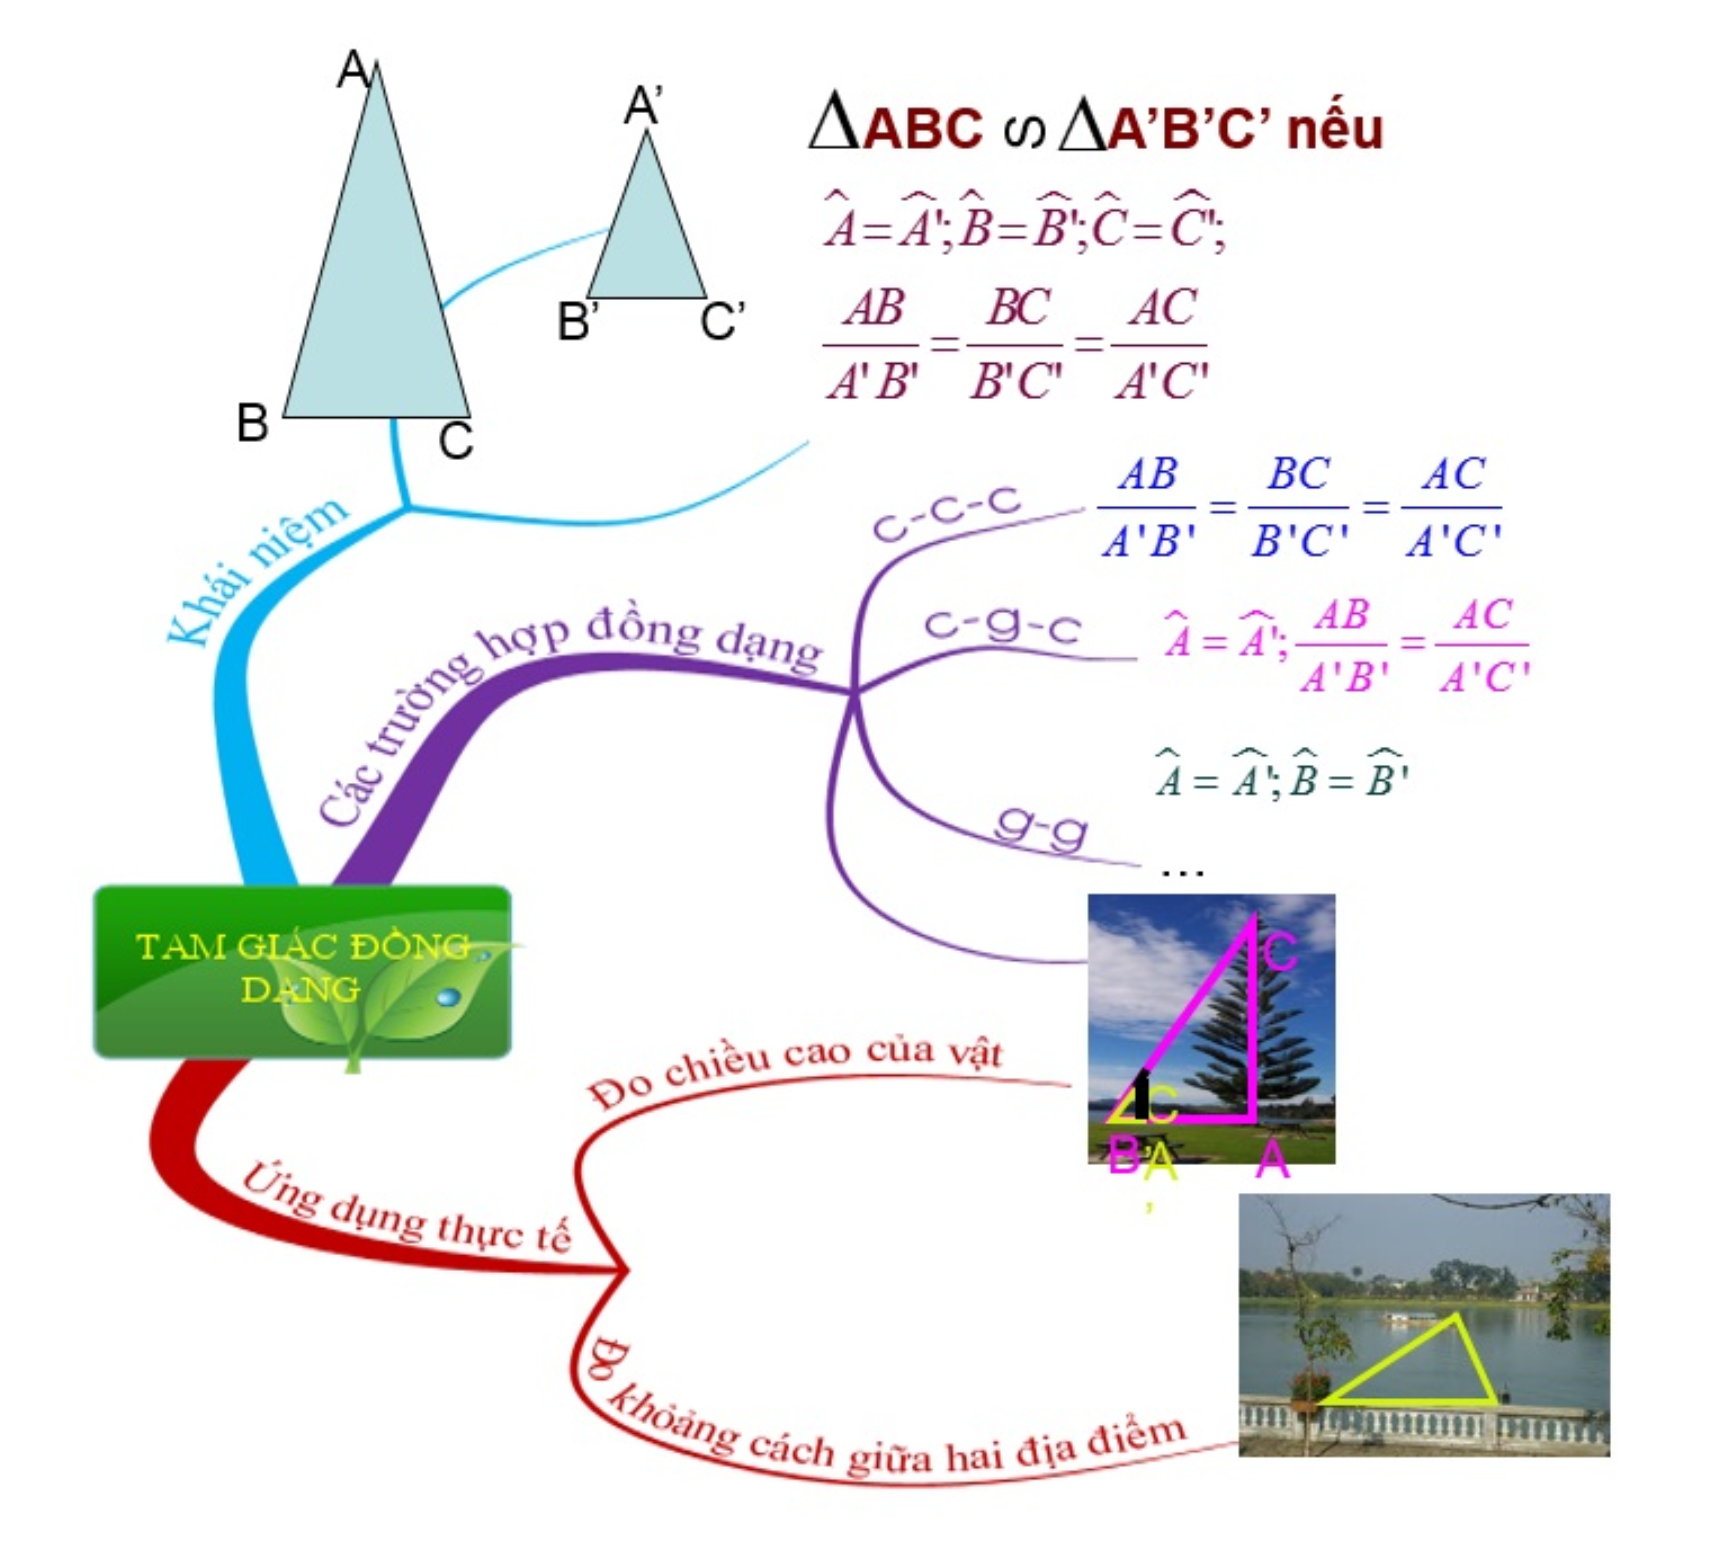 A
A’
B
C
B’
C’
ΔABC ∽ ΔA’B’C’ nếu
Â = Â'; B̂ = B̂'; Ĉ = Ĉ';
AB/A'B' = BC/B'C' = AC/A'C'
Khái niệm
Các trường hợp đồng dạng
c-c-c
AB/A'B' = BC/B'C' = AC/A'C'
c-g-c
Â = Â'; AB/A'B' = AC/A'C'
g-g
Â = Â'; B̂ = B̂'
...
TAM GIÁC ĐỒNG
DẠNG
Ứng dụng thực tế
Đo chiều cao của vật
C
C’
B
A’
A
Đo khoảng cách giữa hai địa điểm